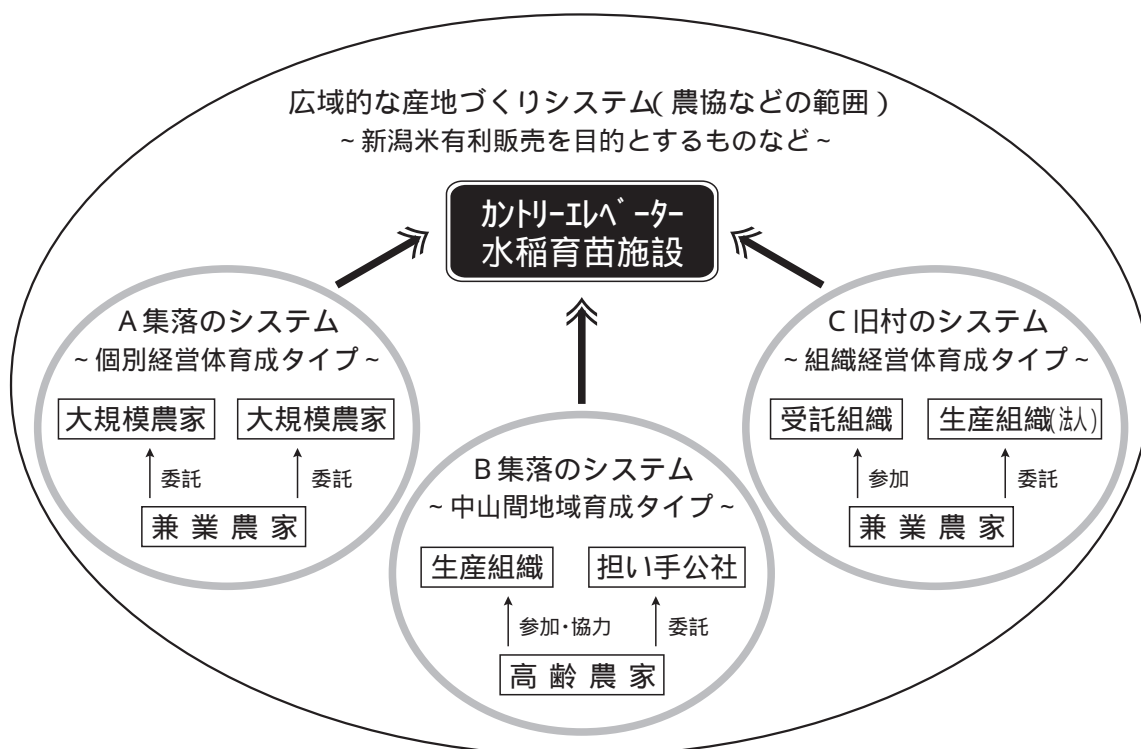 広域的な産地づくりシステム(農協などの範囲)
~新潟米有利販売を目的とするものなど~
カントリーエレベーター
水稲育苗施設
A集落のシステム
~個別経営体育成タイプ~
大規模農家 大規模農家
委託 委託
兼業農家
B集落のシステム
~中山間地域育成タイプ~
生産組織 担い手公社
参加・協力 委託
高齢農家
C旧村のシステム
~組織経営体育成タイプ~
受託組織 生産組織(法人)
参加 委託
兼業農家